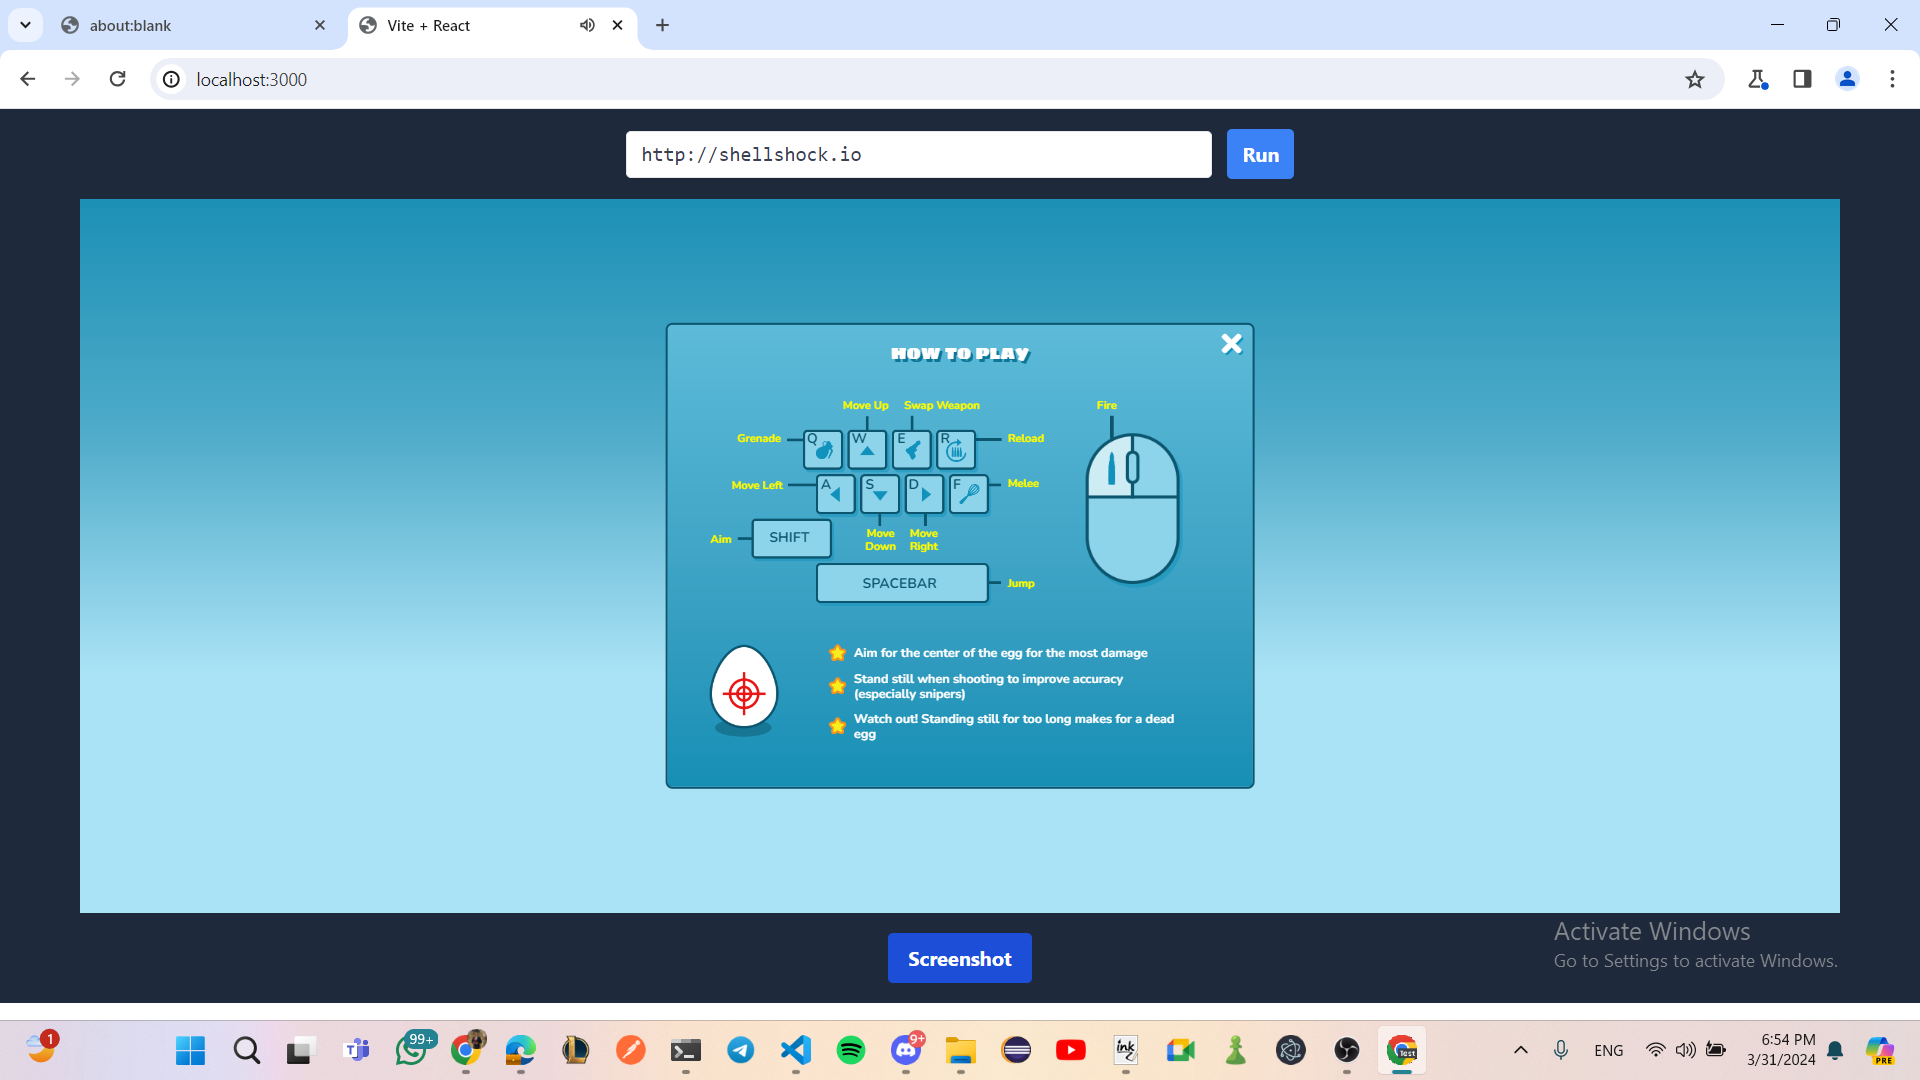 about:blank
Vite + React
localhost:3000
http://shellshock.io
Run
HOW TO PLAY
Move Up
Swap Weapon
Fire
Grenade
Q
W
E
R
Reload
Move Left
A
S
D
F
Melee
Aim
SHIFT
Move
Down
Move
Right
SPACEBAR
Jump
Aim for the center of the egg for the most damage
Stand still when shooting to improve accuracy
(especially snipers)
Watch out! Standing still for too long makes for a dead
egg
Activate Windows
Go to Settings to activate Windows.
Screenshot
1
99+
9+
ink
Test
ENG
6:54 PM
3/31/2024
PRE